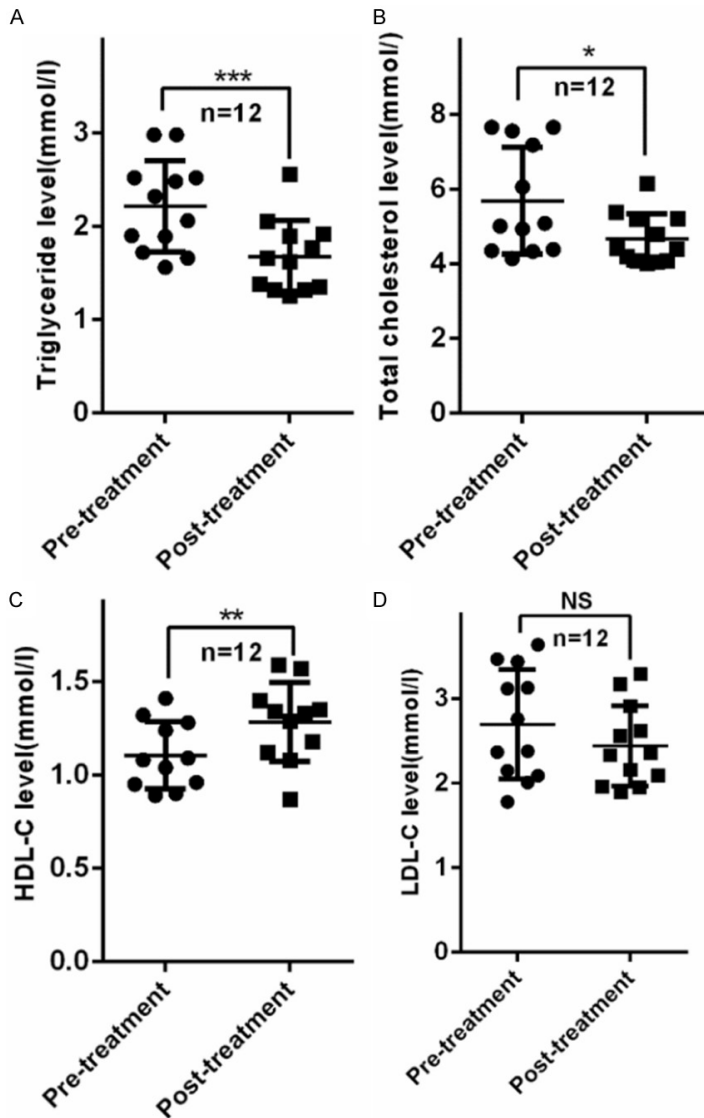 A
Triglyceride level(mmol/l)
3
2
1
0
***
n=12
Pre-treatment
Post-treatment
B
Total cholesterol level(mmol/)
8
6
4
2
0
*
n=12
Pre-treatment
Post-treatment
C
HDL-C level(mmol/l)
1.5
1.0
0.5
0.0
**
n=12
Pre-treatment
Post-treatment
D
LDL-C level(mmol/l)
3
2
1
0
NS
n=12
Pre-treatment
Post-treatment